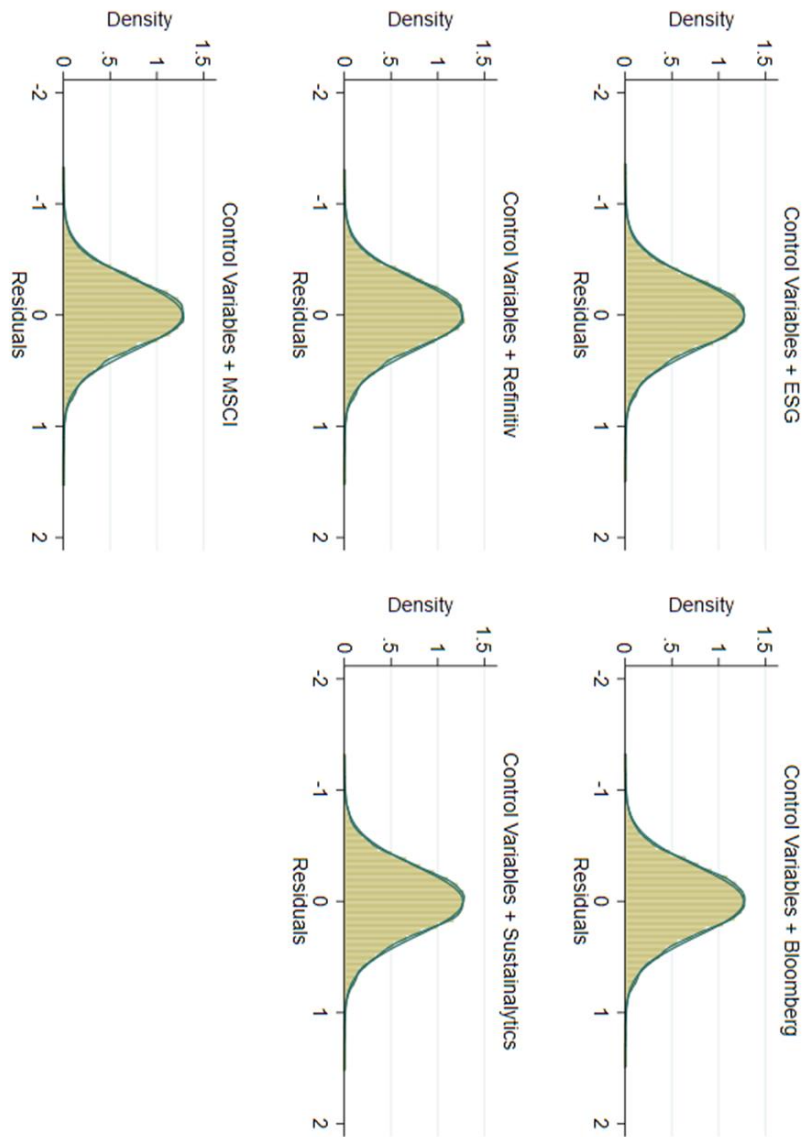 Control Variables + ESG
Density
0 .5 1 1.5
-2 -1 0 1 2
Residuals
Control Variables + Bloomberg
Density
0 .5 1 1.5
-2 -1 0 1 2
Residuals
Control Variables + Refinitiv
Density
0 .5 1 1.5
-2 -1 0 1 2
Residuals
Control Variables + Sustainalytics
Density
0 .5 1 1.5
-2 -1 0 1 2
Residuals
Control Variables + MSCI
Density
0 .5 1 1.5
-2 -1 0 1 2
Residuals